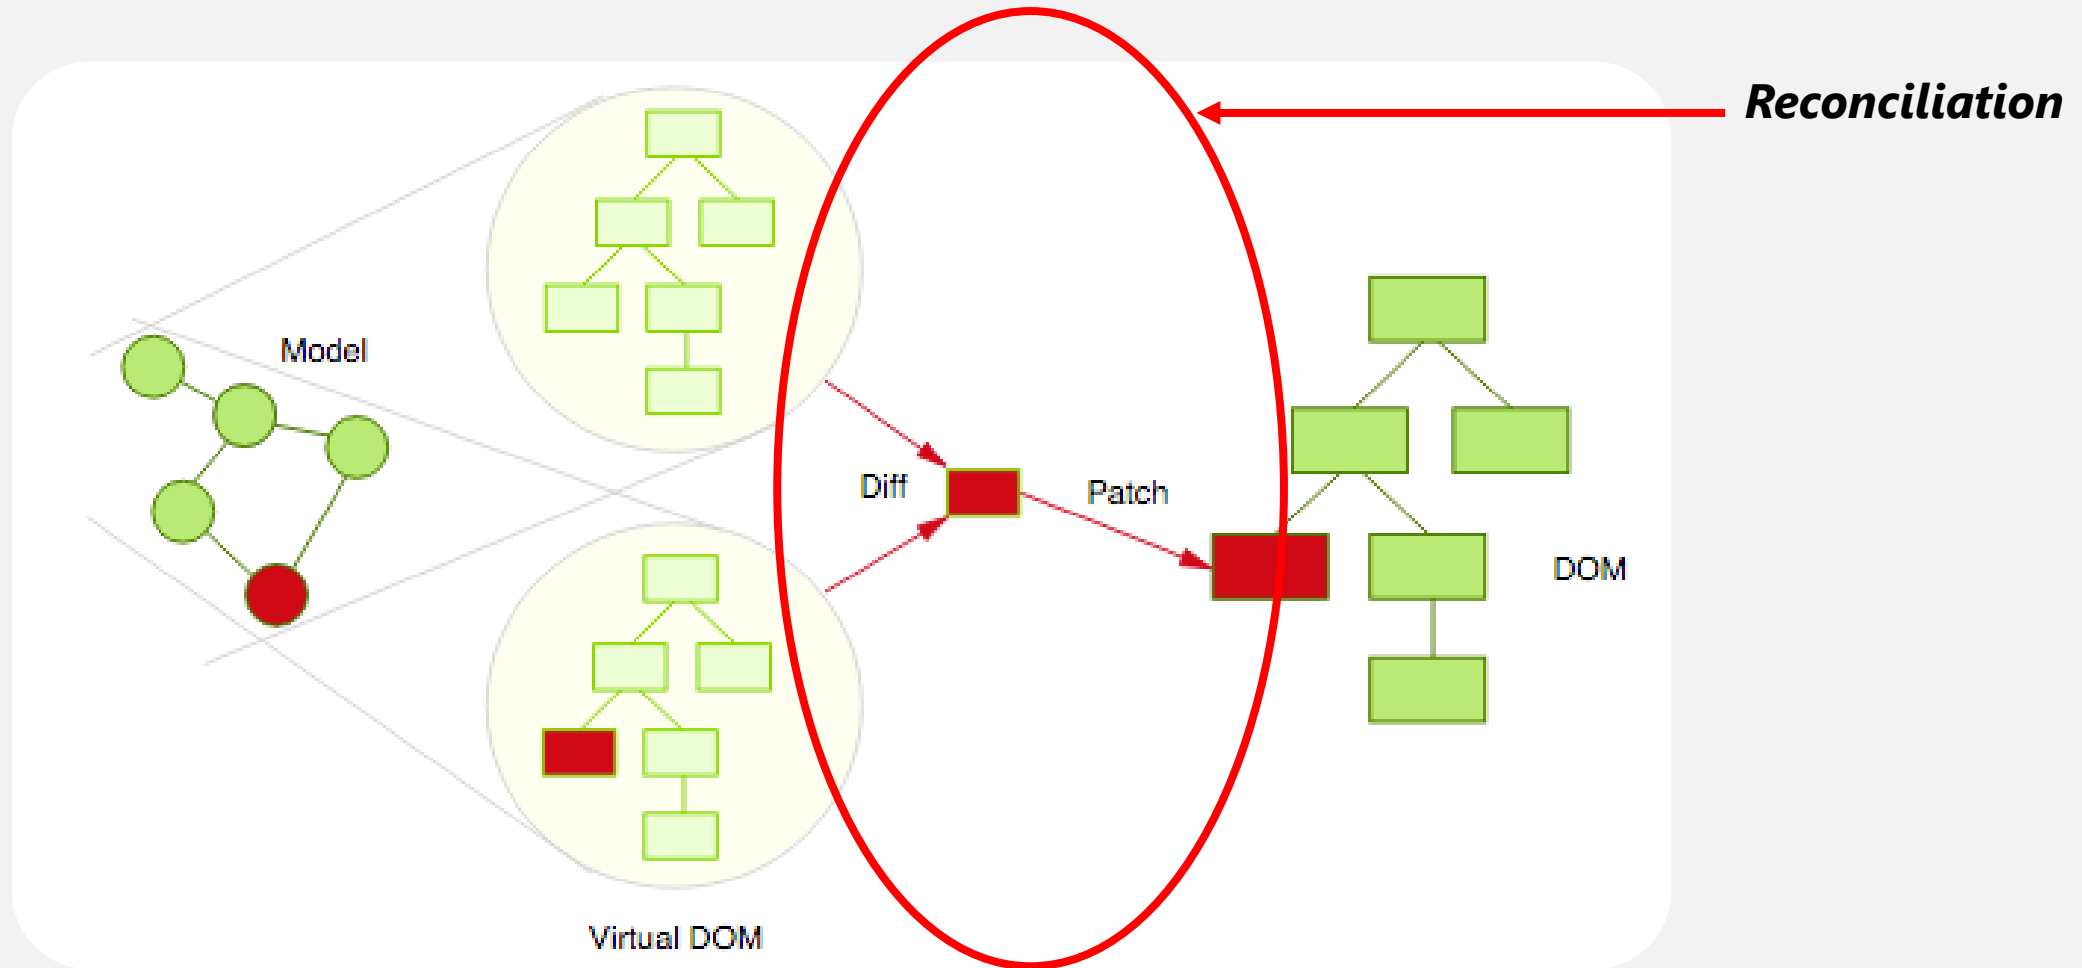 Reconciliation
Model
Diff
Patch
DOM
Virtual DOM